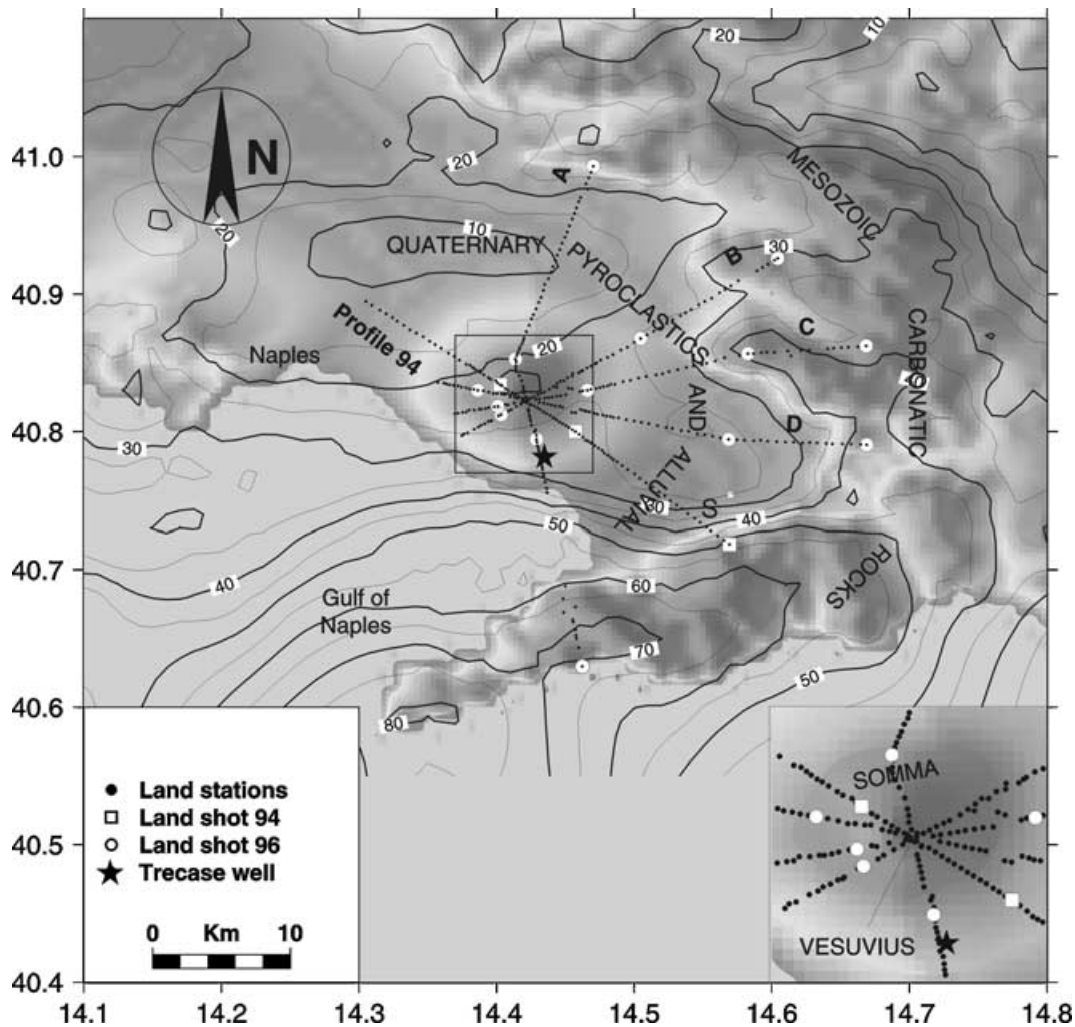 20
10
20
41.0
N
20
A
MESOZOIC
20
10
QUATERNARY
B
30
PYROCLASTICS
40.9
Profile 94
C
CARBONATIC
Naples
20
AND
D
40.8
30
ALLUVIAL
S
30
40
50
40
40.7
60
ROCKS
Gulf of
Naples
70
50
40.6
80
Land stations
Land shot 94
Land shot 96
Trecase well
SOMMA
40.5
0 Km 10
VESUVIUS
40.4
14.1 14.2 14.3 14.4 14.5 14.6 14.7 14.8